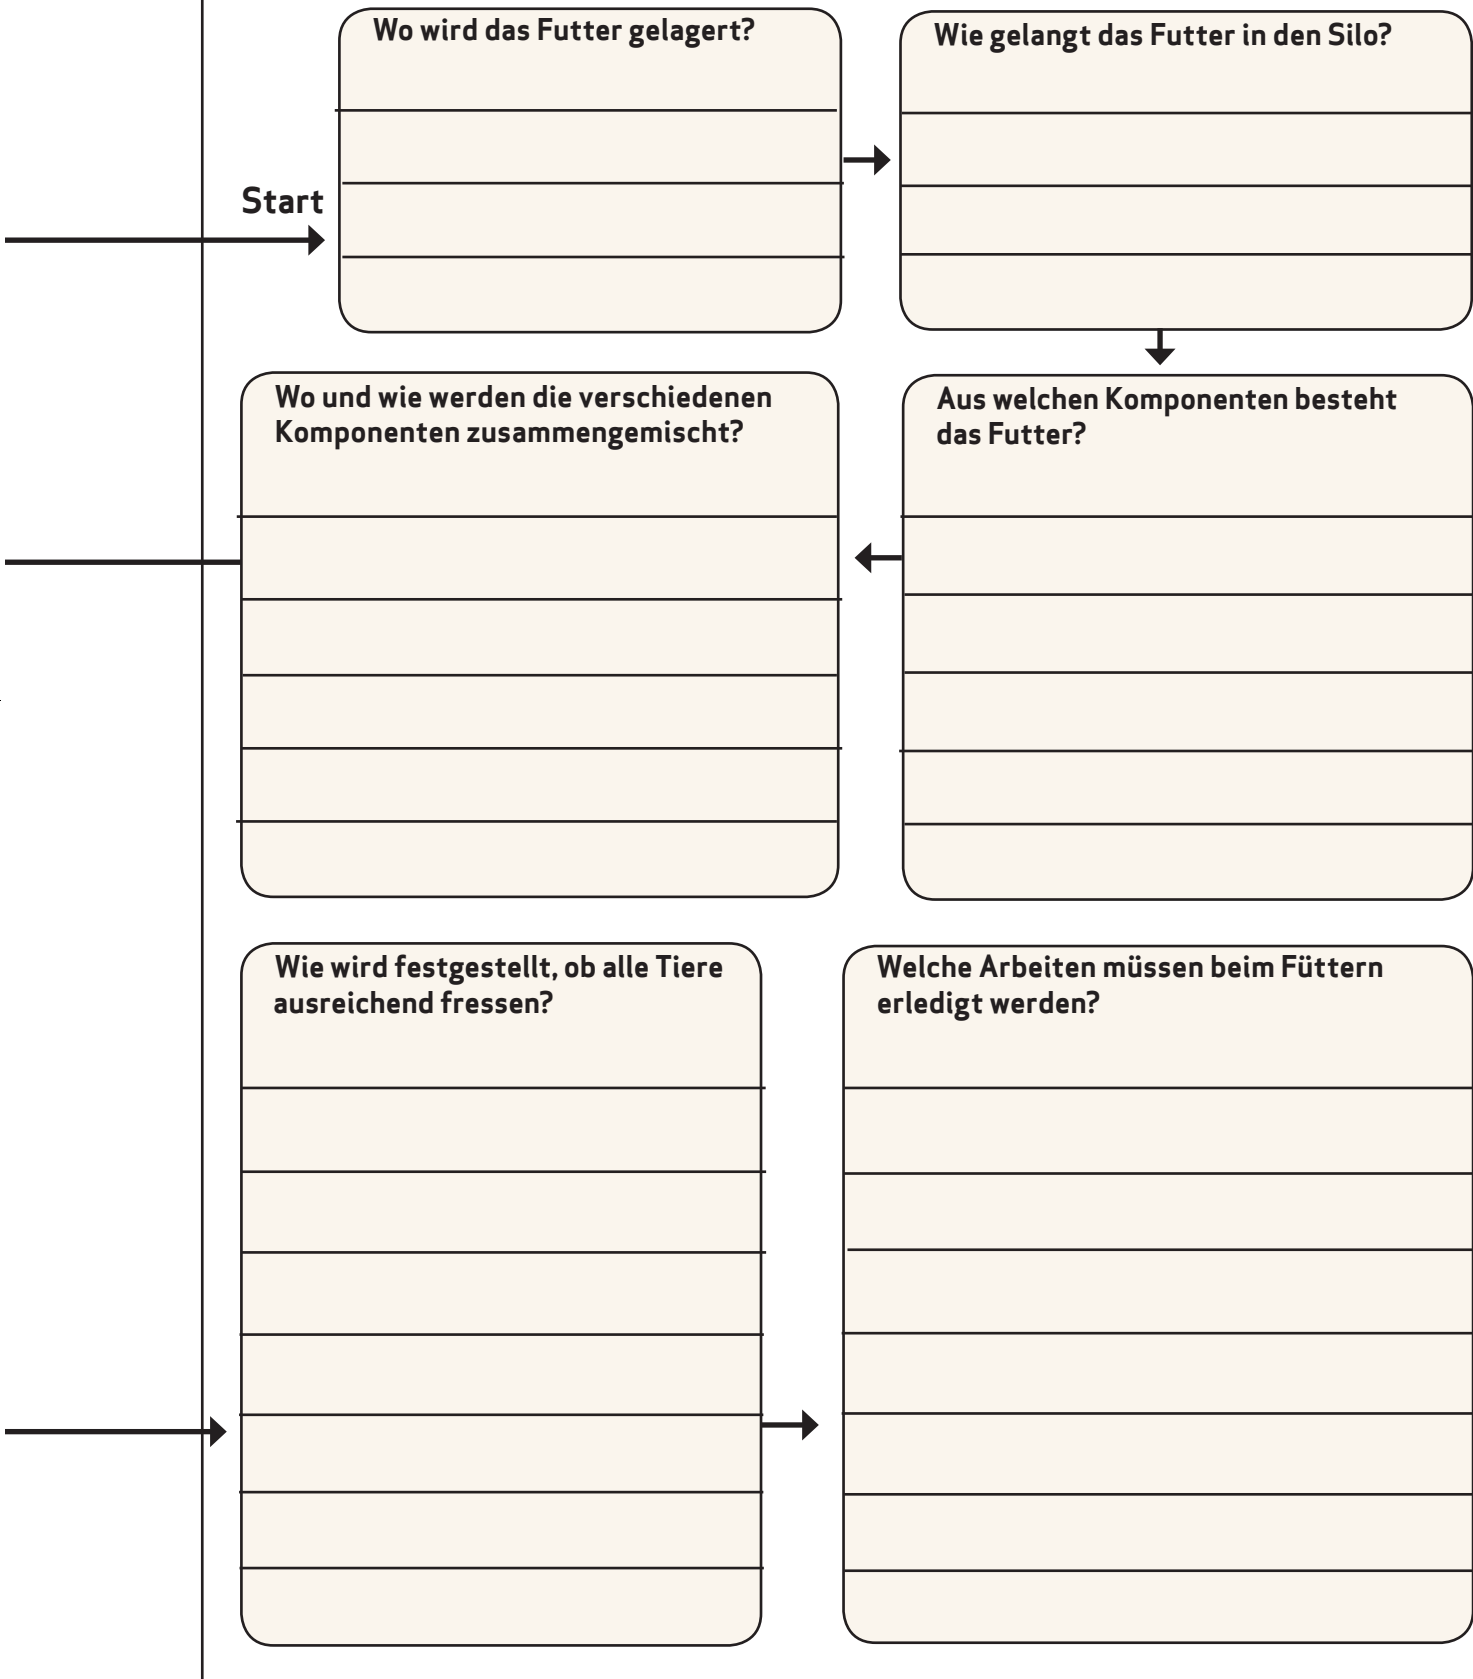 Wo wird das Futter gelagert?
Wie gelangt das Futter in den Silo?
Start
Aus welchen Komponenten besteht
das Futter?
Wo und wie werden die verschiedenen
Komponenten zusammengemischt?
Wie wird festgestellt, ob alle Tiere
ausreichend fressen?
Welche Arbeiten müssen beim Füttern
erledigt werden?